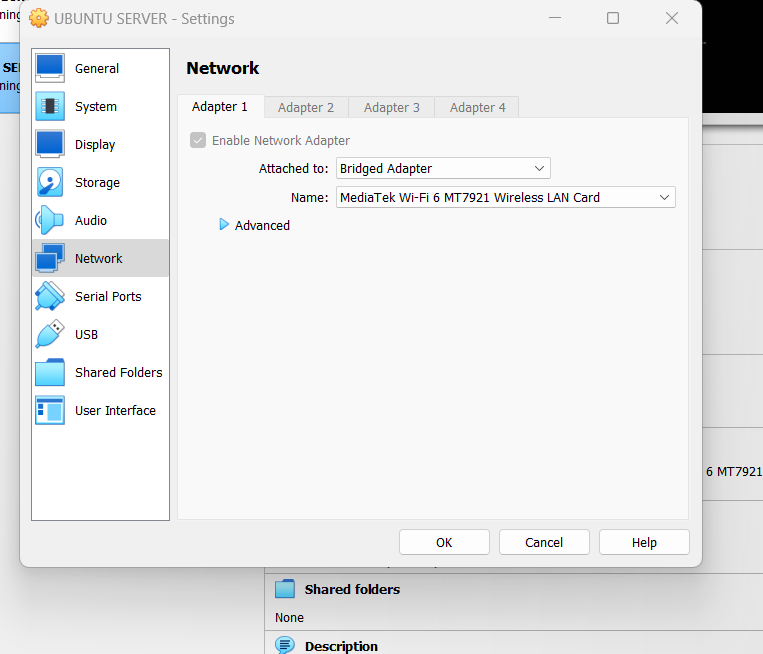 UBUNTU SERVER - Settings
ning
SE
ning
General
System
Display
Storage
Audio
Network
Serial Ports
USB
Shared Folders
User Interface
Network
Adapter 1
Adapter 2
Adapter 3
Adapter 4
Enable Network Adapter
Attached to: Bridged Adapter
Name: MediaTek Wi-Fi 6 MT7921 Wireless LAN Card
Advanced
6 MT7921
OK
Cancel
Help
Shared folders
None
Description